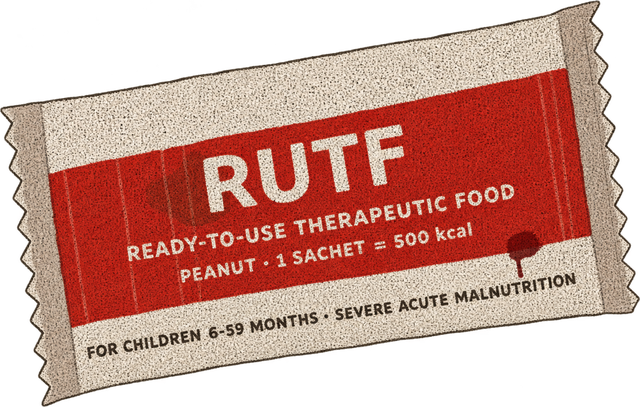 RUTF
READY-TO-USE THERAPEUTIC FOOD
PEANUT · 1 SACHET = 500 kcal
FOR CHILDREN 6-59 MONTHS · SEVERE ACUTE MALNUTRITION